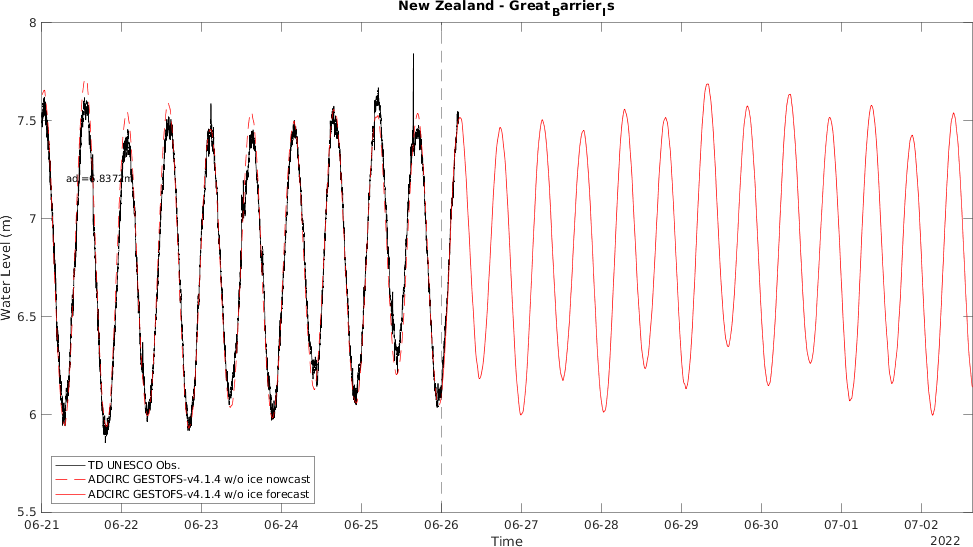 New Zealand - Great_Barrier_Is
8
7.5
7
6.5
6
5.5
Water Level (m)
adj=6.8372m
TD UNESCO Obs.
ADCIRC GESTOFS-v4.1.4 w/o ice nowcast
ADCIRC GESTOFS-v4.1.4 w/o ice forecast
06-21 06-22 06-23 06-24 06-25 06-26 06-27 06-28 06-29 06-30 07-01 07-02
Time
2022